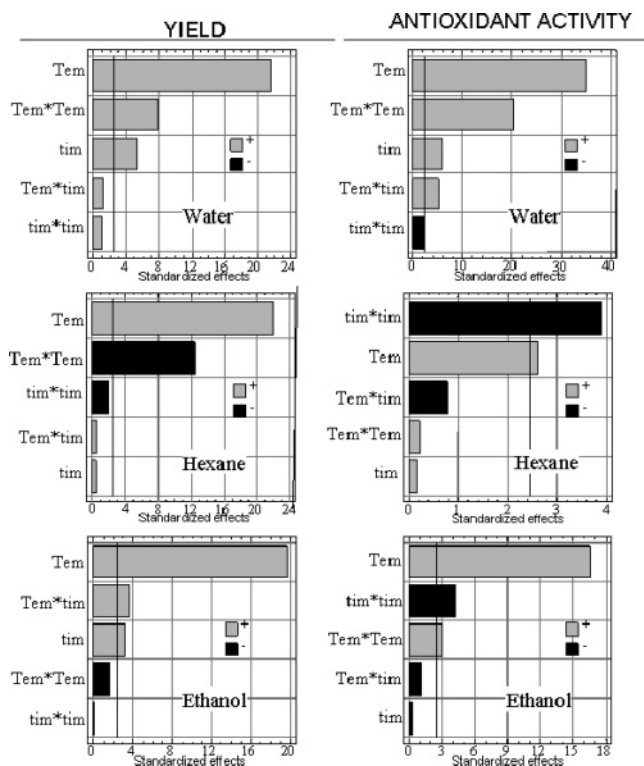 YIELD
ANTIOXIDANT ACTIVITY
Tem
Tem*Tem
tim
Tem*tim
tim*tim
+
-
Water
0 4 8 12 16 20 24
Standardized effects
Tem
Tem*Tem
tim
Tem*tim
tim*tim
+
-
Water
0 10 20 30 40
Standardized effects
Tem
Tem*Tem
tim*tim
Tem*tim
tim
+
-
Hexane
0 4 8 12 16 20 24
Standardized effects
tim*tim
Tem
Tem*tim
Tem*Tem
tim
+
-
Hexane
0 1 2 3 4
Standardized effects
Tem
Tem*tim
tim
Tem*Tem
tim*tim
+
-
Ethanol
0 4 8 12 16 20
Standardized effects
Tem
tim*tim
Tem*Tem
Tem*tim
tim
+
-
Ethanol
0 3 6 9 12 15 18
Standardized effects